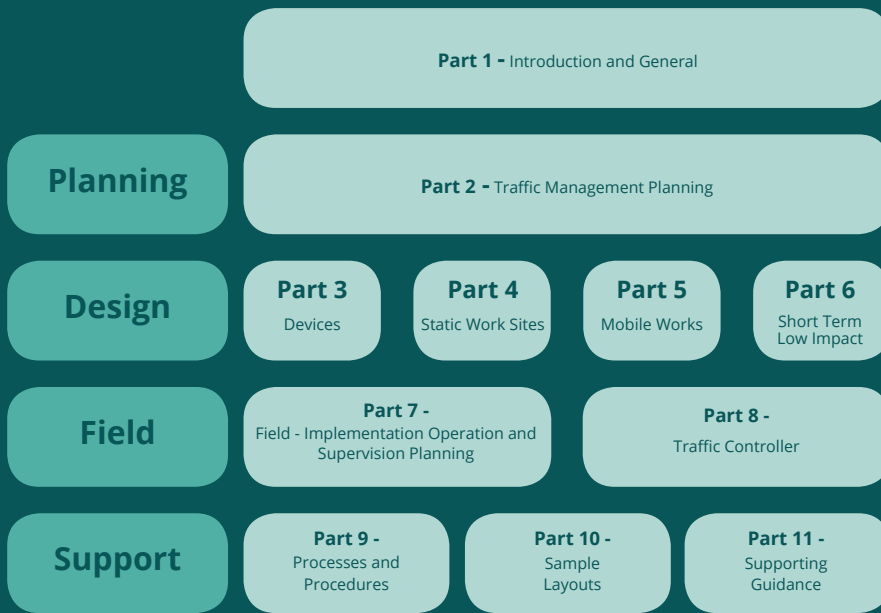 Part 1 - Introduction and General
Planning
Part 2 - Traffic Management Planning
Design
Part 3
Devices
Part 4
Static Work Sites
Part 5
Mobile Works
Part 6
Short Term
Low Impact
Field
Part 7 -
Field - Implementation Operation and
Supervision Planning
Part 8 -
Traffic Controller
Support
Part 9 -
Processes and
Procedures
Part 10 -
Sample
Layouts
Part 11 -
Supporting
Guidance